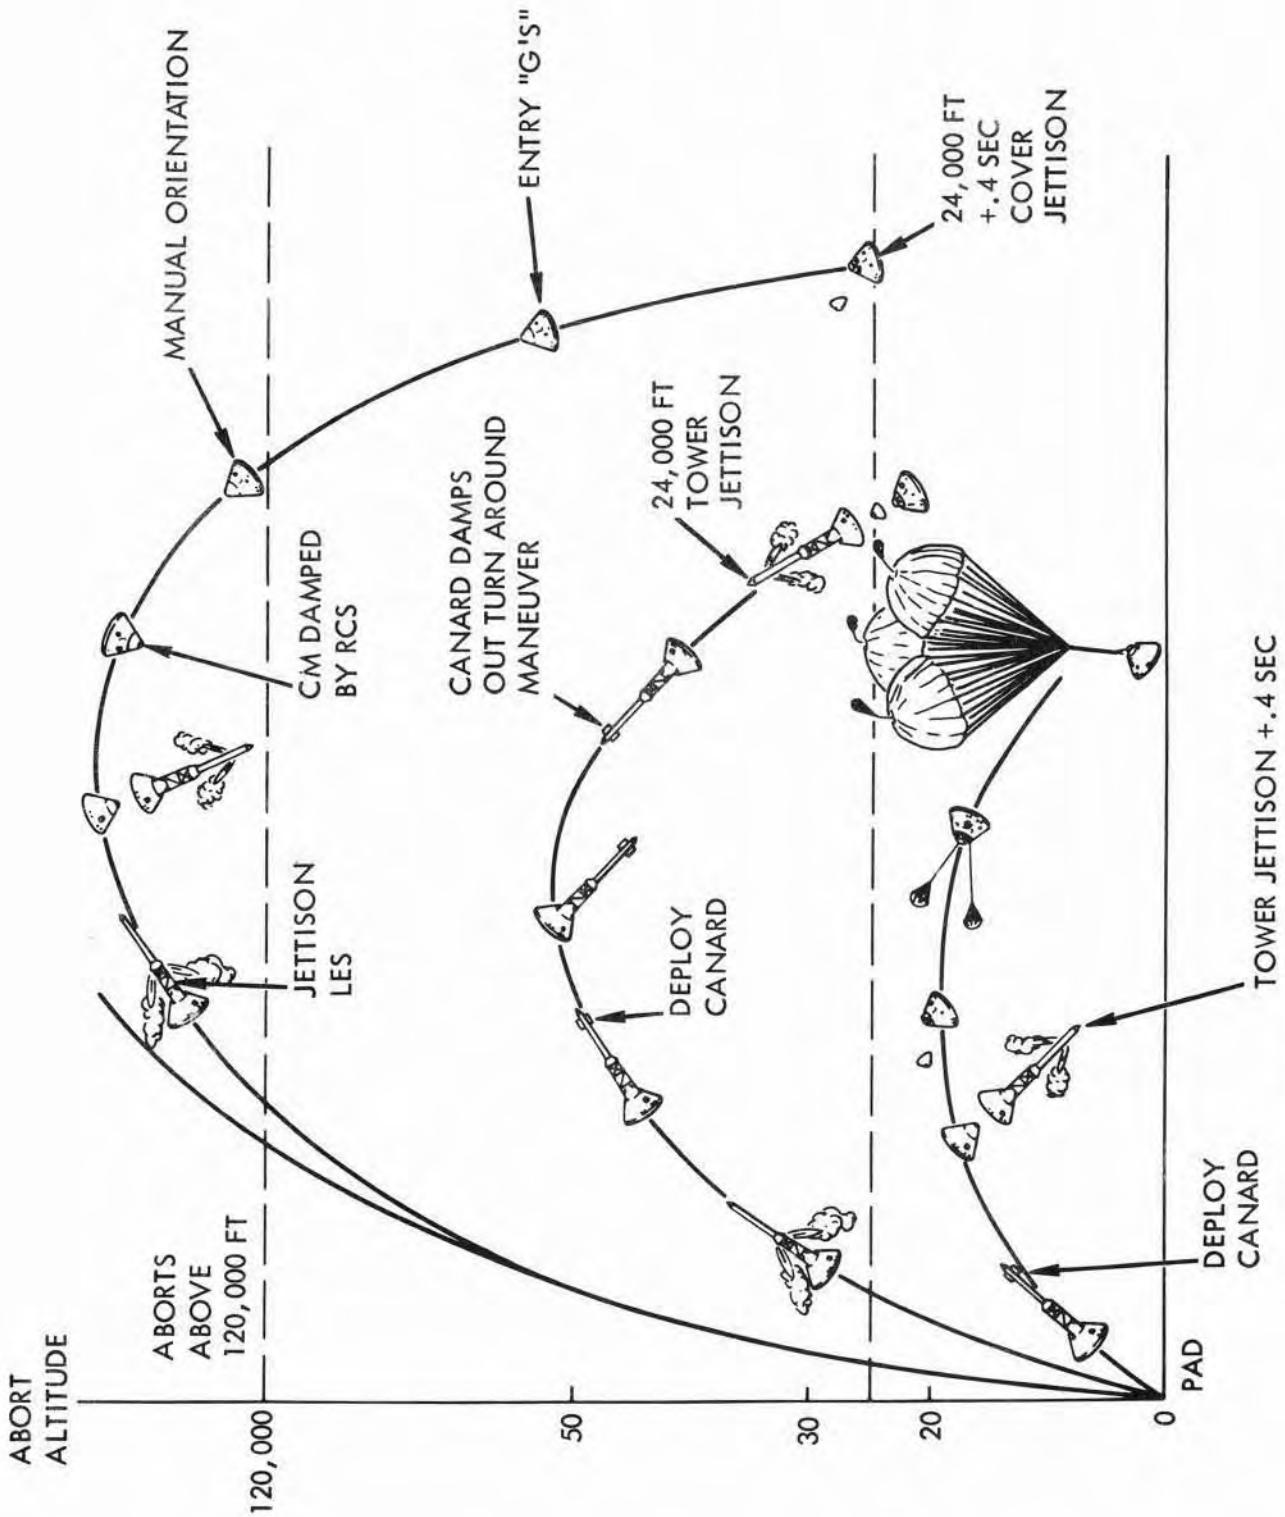 ABORT
ALTITUDE
ABORTS
ABOVE
120,000 FT
120,000
50
30
20
0
PAD
MANUAL ORIENTATION
CM DAMPED
BY RCS
JETTISON
LES
ENTRY "G'S"
CANARD DAMPS
OUT TURN AROUND
MANEUVER
DEPLOY
CANARD
24,000 FT
TOWER
JETTISON
24,000 FT
+.4 SEC
COVER
JETTISON
DEPLOY
CANARD
TOWER JETTISON +.4 SEC